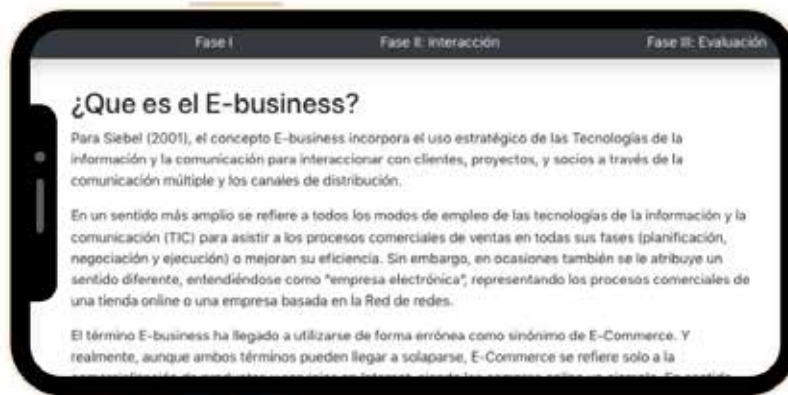 Fase I Fase II: Interacción Fase III: Evaluación
¿Que es el E-business?
Para Siebel (2001), el concepto E-business incorpora el uso estratégico de las Tecnologías de la
información y la comunicación para interaccionar con clientes, proyectos, y socios a través de la
comunicación múltiple y los canales de distribución.
En un sentido más amplio se refiere a todos los modos de empleo de las tecnologías de la información y la
comunicación (TIC) para asistir a los procesos comerciales de ventas en todas sus fases (planificación,
negociación y ejecución) o mejoran su eficiencia. Sin embargo, en ocasiones también se le atribuye un
sentido diferente, entendiéndose como "empresa electrónica", representando los procesos comerciales de
una tienda online o una empresa basada en la Red de redes.
El término E-business ha llegado a utilizarse de forma errónea como sinónimo de E-Commerce. Y
realmente, aunque ambos términos pueden llegar a solaparse, E-Commerce se refiere solo a la